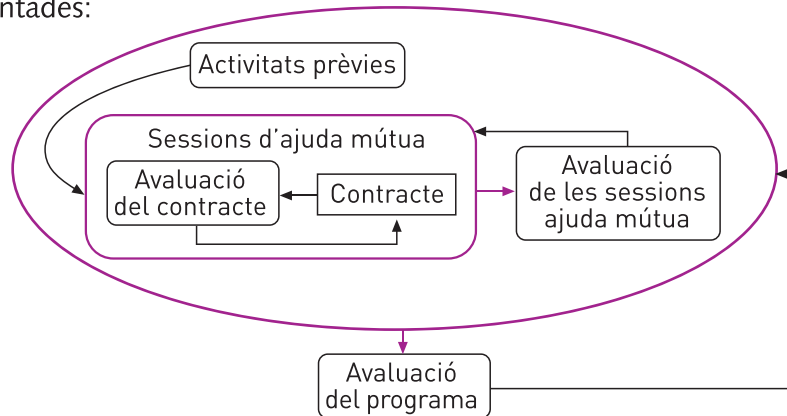 ntades:
Activitats prèvies
Sessions d'ajuda mútua
Avaluació
del contracte
Contracte
Avaluació
de les sessions
ajuda mútua
Avaluació
del programa